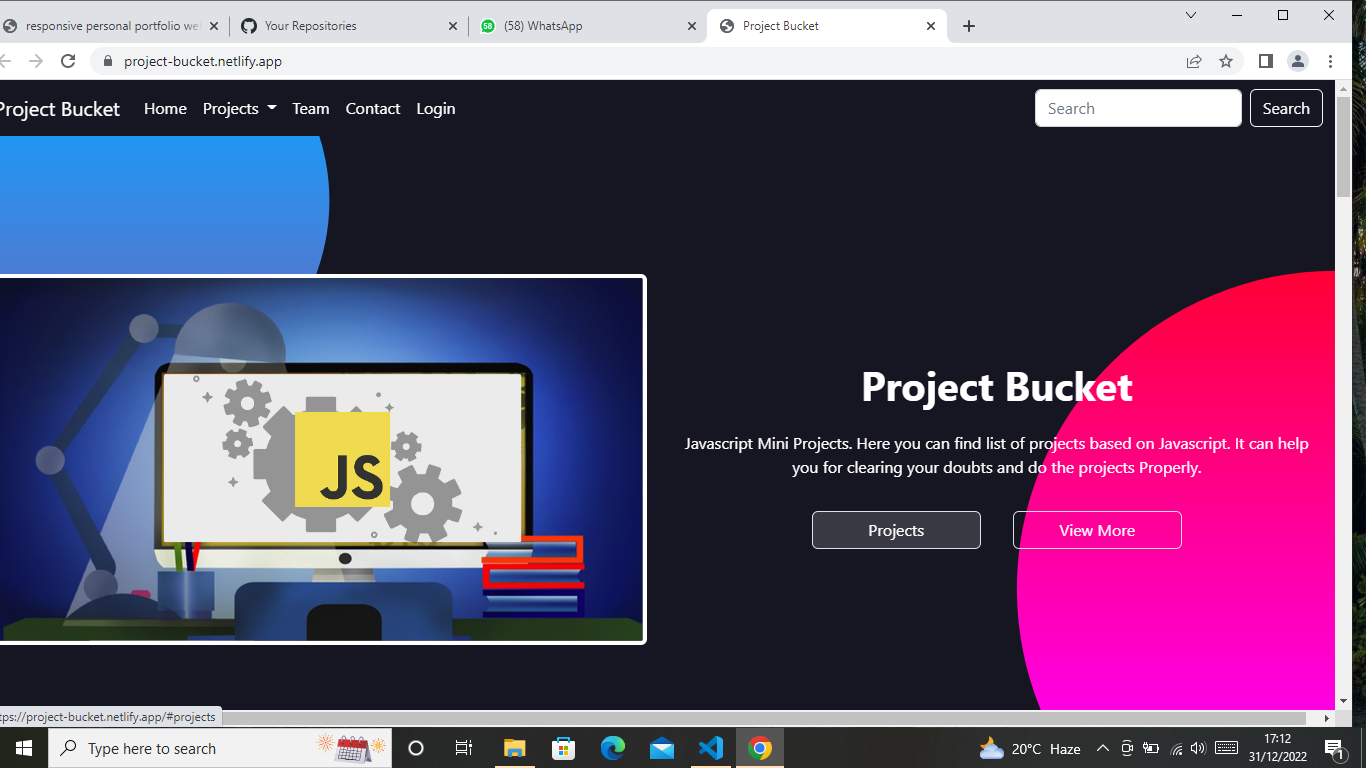 responsive personal portfolio we
Your Repositories
58
(58) WhatsApp
Project Bucket
project-bucket.netlify.app
Project Bucket
Home
Projects
Team
Contact
Login
Search
Search
JS
Project Bucket
Javascript Mini Projects. Here you can find list of projects based on Javascript. It can help
you for clearing your doubts and do the projects Properly.
Projects
View More
tps://project-bucket.netlify.app/#projects
Type here to search
20°C Haze
17:12
31/12/2022
1